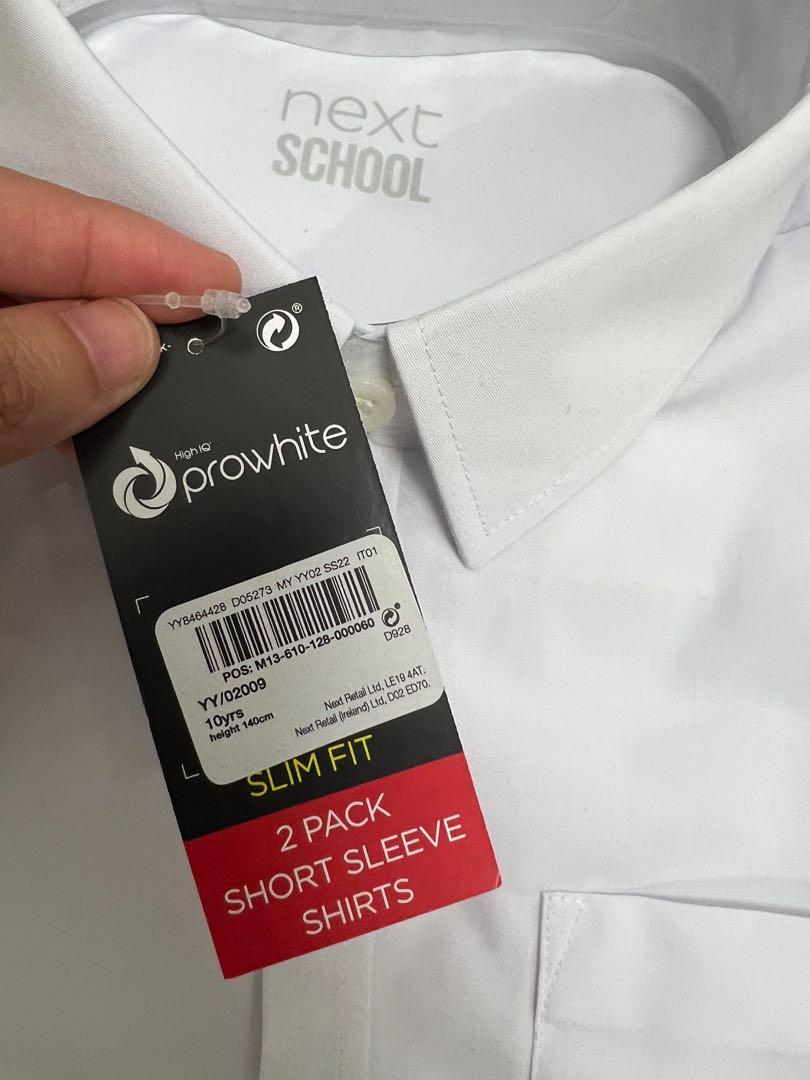 next
SCHOOL
®
High IQ®
prowhite
YY8464428 D05273 MY YY02 SS22 IT01
POS: M13-610-128-000060
D928
YY/02009
10yrs
height 140cm
Next Retail Ltd, LE19 4AT.
Next Retail (Ireland) Ltd, D02 ED70.
SLIM FIT
2 PACK
SHORT SLEEVE
SHIRTS